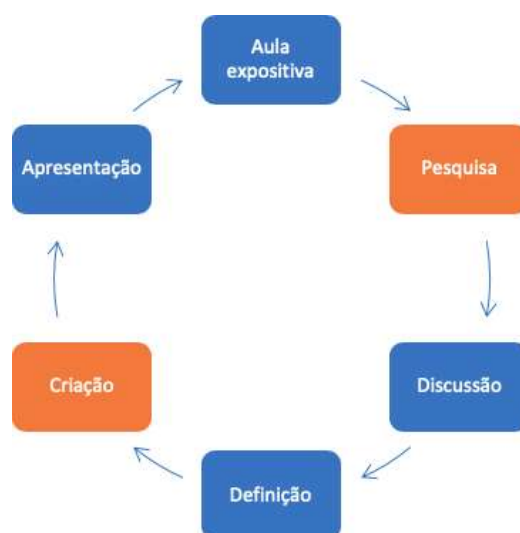 Aula
expositiva
Pesquisa
Discussão
Definição
Criação
Apresentação